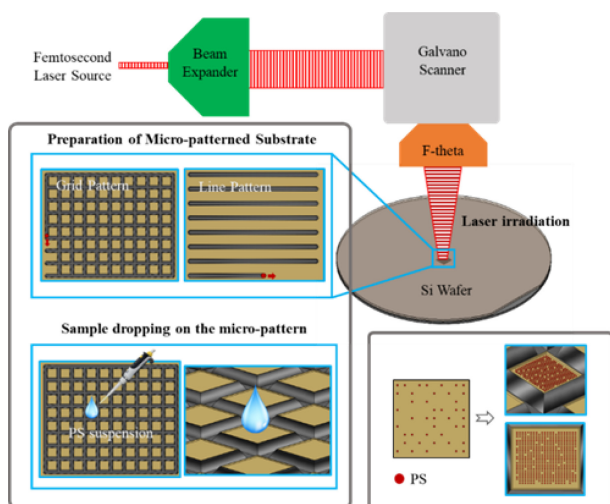 Femtosecond
Laser Source
Beam
Expander
Galvano
Scanner
F-theta
Preparation of Micro-patterned Substrate
Grid Pattern
Line Pattern
Laser irradiation
Si Wafer
Sample dropping on the micro-pattern
PS suspension
PS